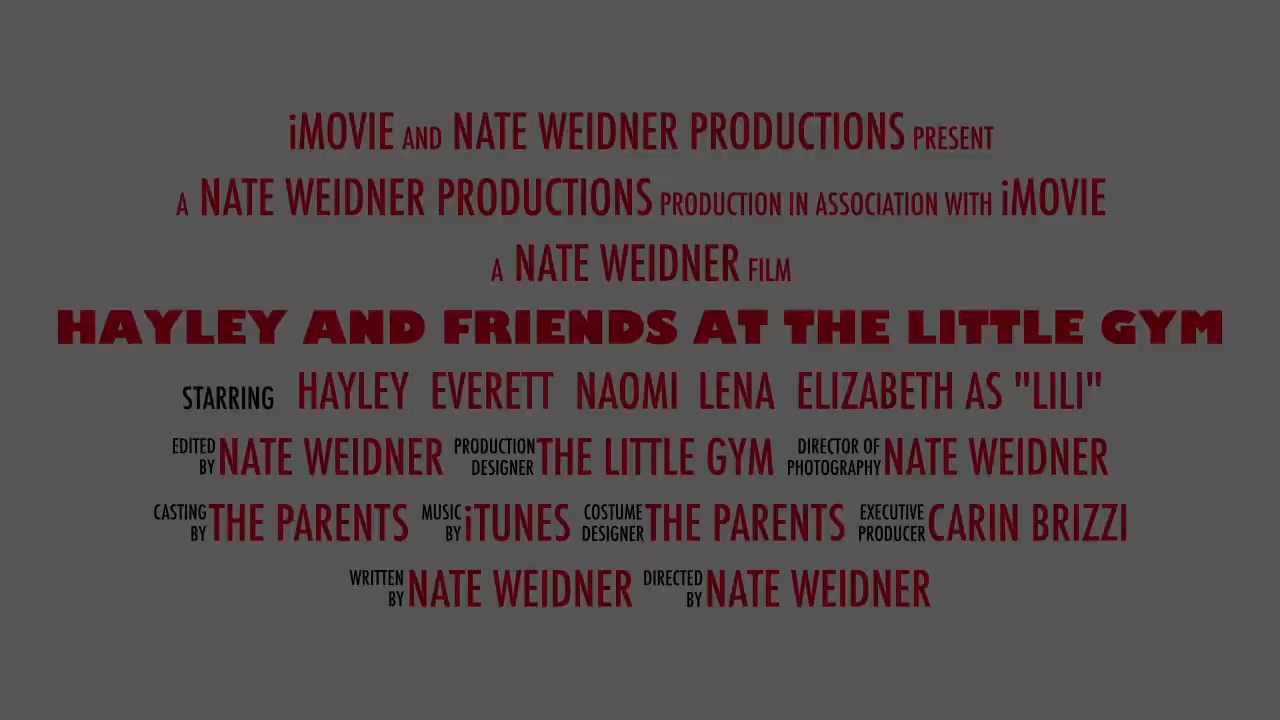 iMOVIE AND NATE WEIDNER PRODUCTIONS PRESENT
A NATE WEIDNER PRODUCTIONS PRODUCTION IN ASSOCIATION WITH iMOVIE
A NATE WEIDNER FILM
HAYLEY AND FRIENDS AT THE LITTLE GYM
STARRING HAYLEY EVERETT NAOMI LENA ELIZABETH AS "LILI"
EDITED BY NATE WEIDNER PRODUCTION DESIGNER THE LITTLE GYM DIRECTOR OF PHOTOGRAPHY NATE WEIDNER
CASTING BY THE PARENTS MUSIC BY iTUNES COSTUME DESIGNER THE PARENTS EXECUTIVE PRODUCER CARIN BRIZZI
WRITTEN BY NATE WEIDNER DIRECTED BY NATE WEIDNER